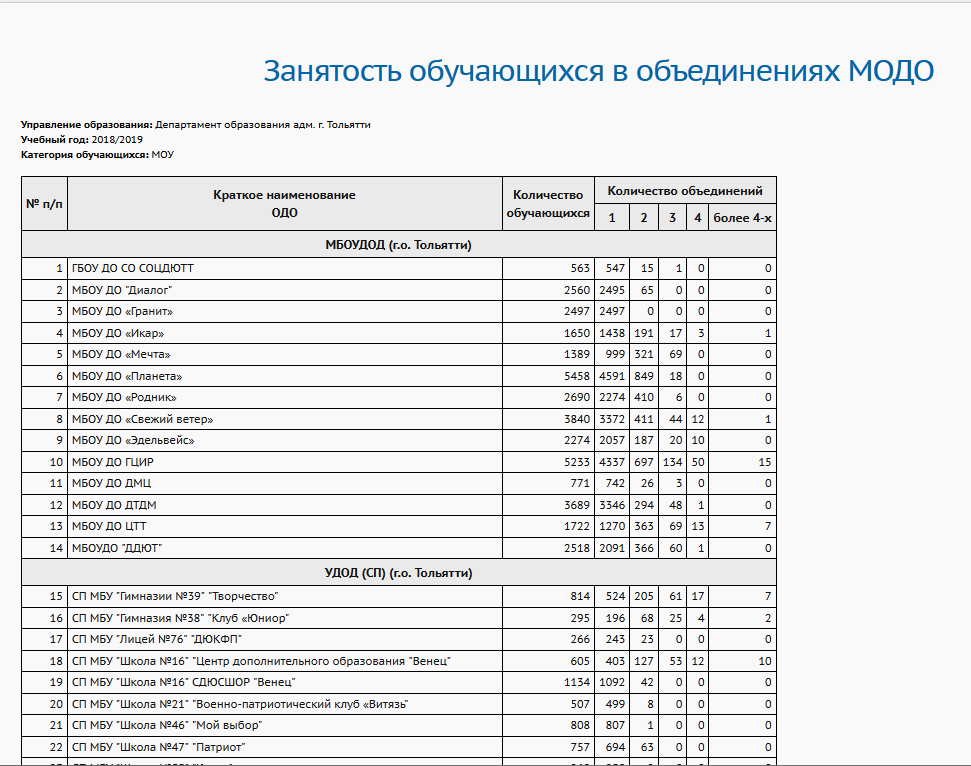 Занятость обучающихся в объединениях МОДО
Управление образования: Департамент образования адм. г. Тольятти
Учебный год: 2018/2019
Категория обучающихся: МОУ
№ п/п Краткое наименование ОДО Количество обучающихся Количество объединений
1 2 3 4 более 4-х
МБОУДОД (г.о. Тольятти)
1 ГБОУ ДО СО СОЦДЮТТ 563 547 15 1 0 0
2 МБОУ ДО "Диалог" 2560 2495 65 0 0 0
3 МБОУ ДО «Гранит» 2497 2497 0 0 0 0
4 МБОУ ДО «Икар» 1650 1438 191 17 3 1
5 МБОУ ДО «Мечта» 1389 999 321 69 0 0
6 МБОУ ДО «Планета» 5458 4591 849 18 0 0
7 МБОУ ДО «Родник» 2690 2274 410 6 0 0
8 МБОУ ДО «Свежий ветер» 3840 3372 411 44 12 1
9 МБОУ ДО «Эдельвейс» 2274 2057 187 20 10 0
10 МБОУ ДО ГЦИР 5233 4337 697 134 50 15
11 МБОУ ДО ДМЦ 771 742 26 3 0 0
12 МБОУ ДО ДТДМ 3689 3346 294 48 1 0
13 МБОУ ДО ЦТТ 1722 1270 363 69 13 7
14 МБОУДО "ДДЮТ" 2518 2091 366 60 1 0
УДОД (СП) (г.о. Тольятти)
15 СП МБУ "Гимназии №39" "Творчество" 814 524 205 61 17 7
16 СП МБУ "Гимназия №38" "Клуб «Юниор" 295 196 68 25 4 2
17 СП МБУ "Лицей №76" "ДЮКФП" 266 243 23 0 0 0
18 СП МБУ "Школа №16" "Центр дополнительного образования "Венец" 605 403 127 53 12 10
19 СП МБУ "Школа №16" СДЮСШОР "Венец" 1134 1092 42 0 0 0
20 СП МБУ "Школа №21" "Военно-патриотический клуб «Витязь" 507 499 8 0 0 0
21 СП МБУ "Школа №46" "Мой выбор" 808 807 1 0 0 0
22 СП МБУ "Школа №47" "Патриот" 757 694 63 0 0 0